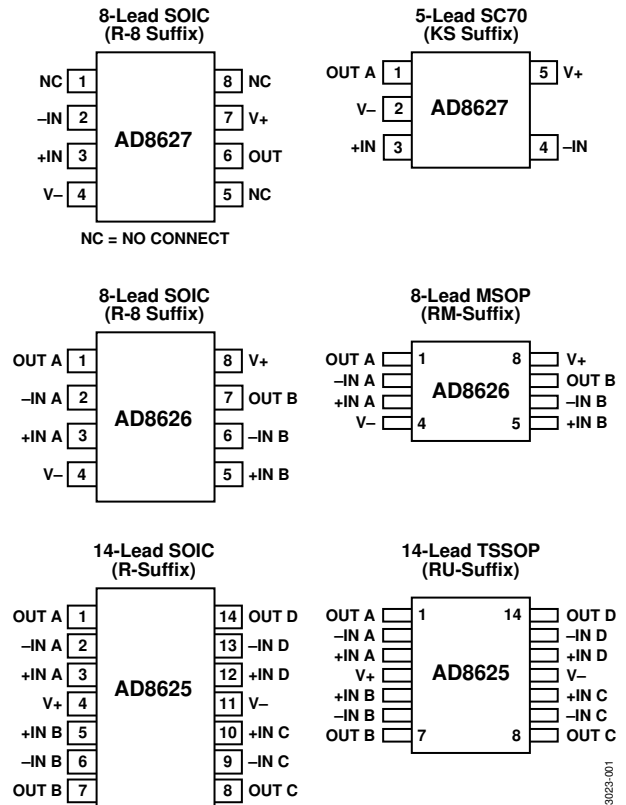 8-Lead SOIC
(R-8 Suffix)
NC 1 8 NC
–IN 2 7 V+
+IN 3 6 OUT
V– 4 5 NC
AD8627
NC = NO CONNECT
5-Lead SC70
(KS Suffix)
OUT A 1 5 V+
V– 2
+IN 3 4 –IN
AD8627
8-Lead SOIC
(R-8 Suffix)
OUT A 1 8 V+
–IN A 2 7 OUT B
+IN A 3 6 –IN B
V– 4 5 +IN B
AD8626
8-Lead MSOP
(RM-Suffix)
OUT A 1 8 V+
–IN A OUT B
+IN A –IN B
V– 4 5 +IN B
AD8626
14-Lead SOIC
(R-Suffix)
OUT A 1 14 OUT D
–IN A 2 13 –IN D
+IN A 3 12 +IN D
V+ 4 11 V–
+IN B 5 10 +IN C
–IN B 6 9 –IN C
OUT B 7 8 OUT C
AD8625
14-Lead TSSOP
(RU-Suffix)
OUT A 1 14 OUT D
–IN A –IN D
+IN A +IN D
V+ V–
+IN B +IN C
–IN B –IN C
OUT B 7 8 OUT C
AD8625
3023-001